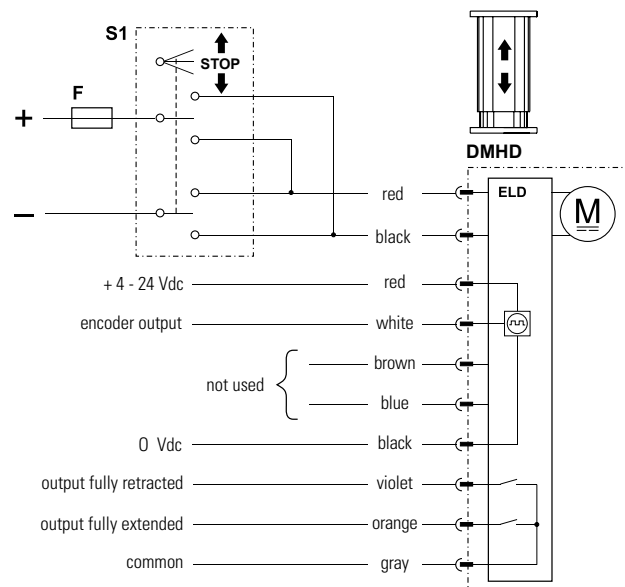 S1
STOP
F
+
–
DMHD
red
ELD
M
black
+ 4 - 24 Vdc
red
encoder output
white
not used
brown
blue
0 Vdc
black
output fully retracted
violet
output fully extended
orange
common
gray